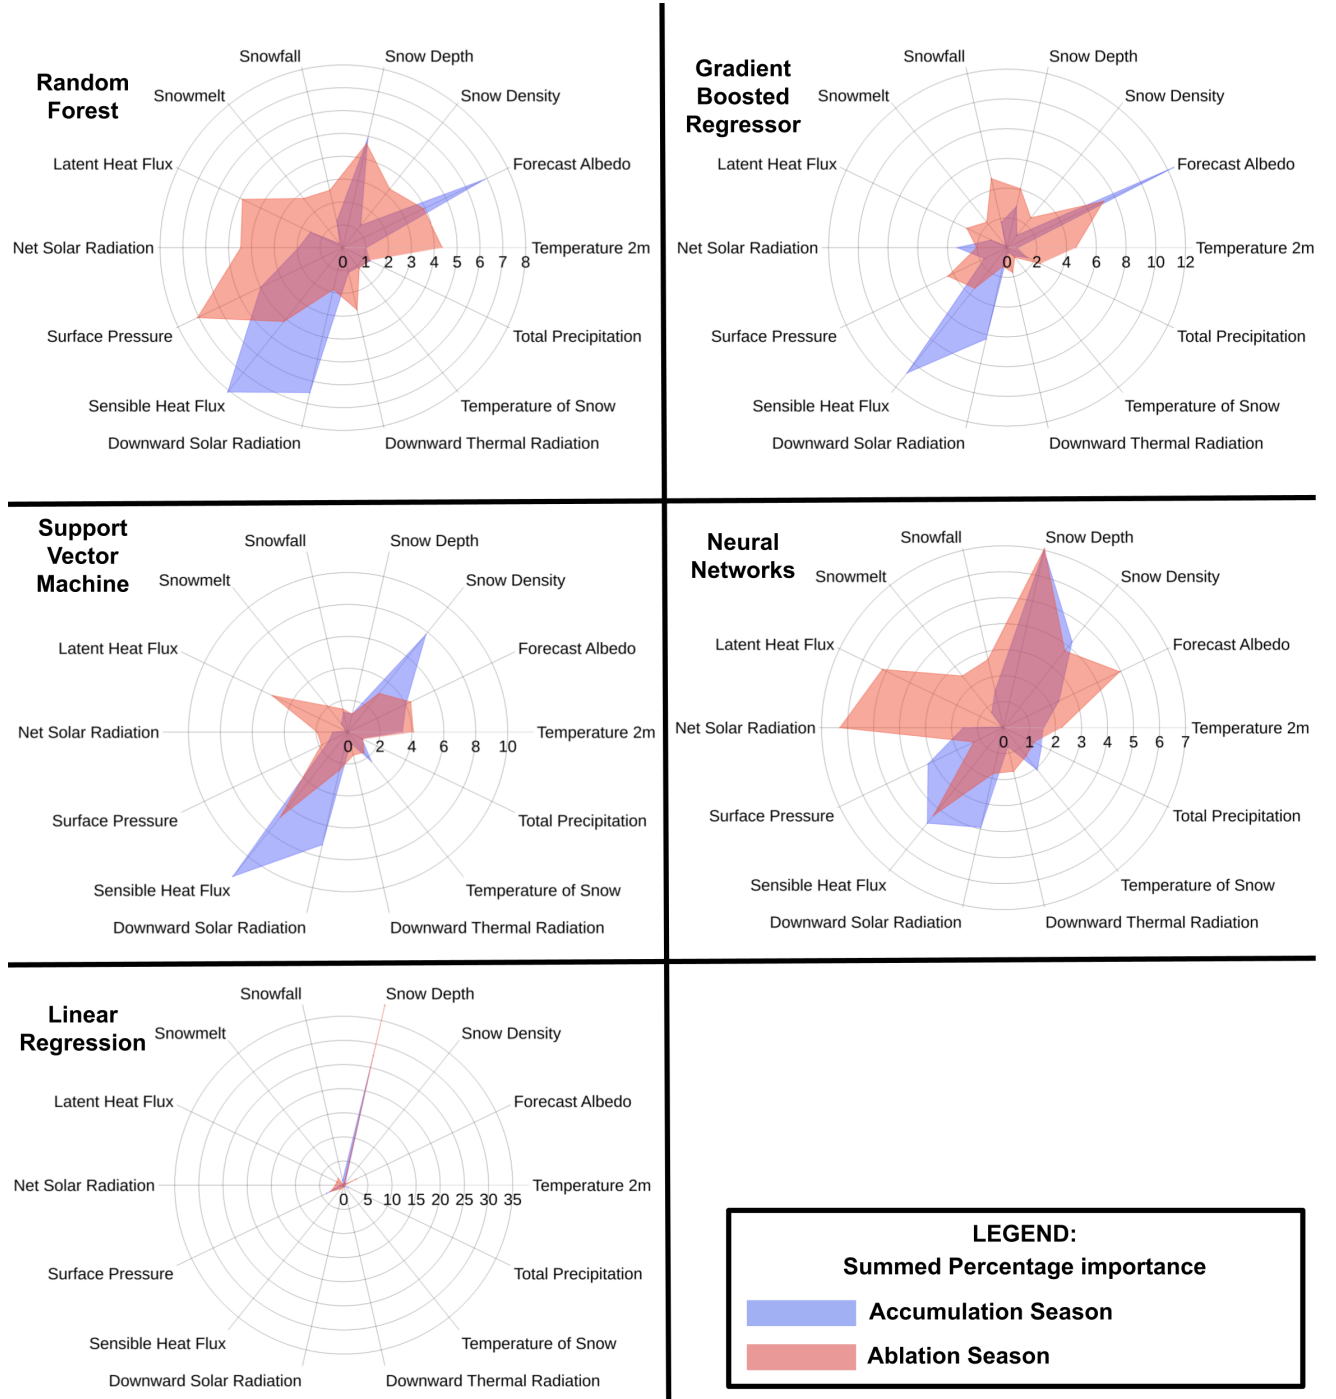 Random
Forest
Snowfall
Snow Depth
Snowmelt
Snow Density
Latent Heat Flux
Forecast Albedo
Net Solar Radiation
Temperature 2m
0 1 2 3 4 5 6 7 8
Surface Pressure
Total Precipitation
Sensible Heat Flux
Temperature of Snow
Downward Solar Radiation
Downward Thermal Radiation
Gradient
Boosted
Regressor
Snowfall
Snow Depth
Snowmelt
Snow Density
Latent Heat Flux
Forecast Albedo
Net Solar Radiation
Temperature 2m
0 2 4 6 8 10 12
Surface Pressure
Total Precipitation
Sensible Heat Flux
Temperature of Snow
Downward Solar Radiation
Downward Thermal Radiation
Support
Vector
Machine
Snowfall
Snow Depth
Snowmelt
Snow Density
Latent Heat Flux
Forecast Albedo
Net Solar Radiation
Temperature 2m
0 2 4 6 8 10
Surface Pressure
Total Precipitation
Sensible Heat Flux
Temperature of Snow
Downward Solar Radiation
Downward Thermal Radiation
Neural
Networks
Snowfall
Snow Depth
Snowmelt
Snow Density
Latent Heat Flux
Forecast Albedo
Net Solar Radiation
Temperature 2m
0 1 2 3 4 5 6 7
Surface Pressure
Total Precipitation
Sensible Heat Flux
Temperature of Snow
Downward Solar Radiation
Downward Thermal Radiation
Linear
Regression
Snowfall
Snow Depth
Snowmelt
Snow Density
Latent Heat Flux
Forecast Albedo
Net Solar Radiation
Temperature 2m
0 5 10 15 20 25 30 35
Surface Pressure
Total Precipitation
Sensible Heat Flux
Temperature of Snow
Downward Solar Radiation
Downward Thermal Radiation
LEGEND:
Summed Percentage importance
Accumulation Season
Ablation Season